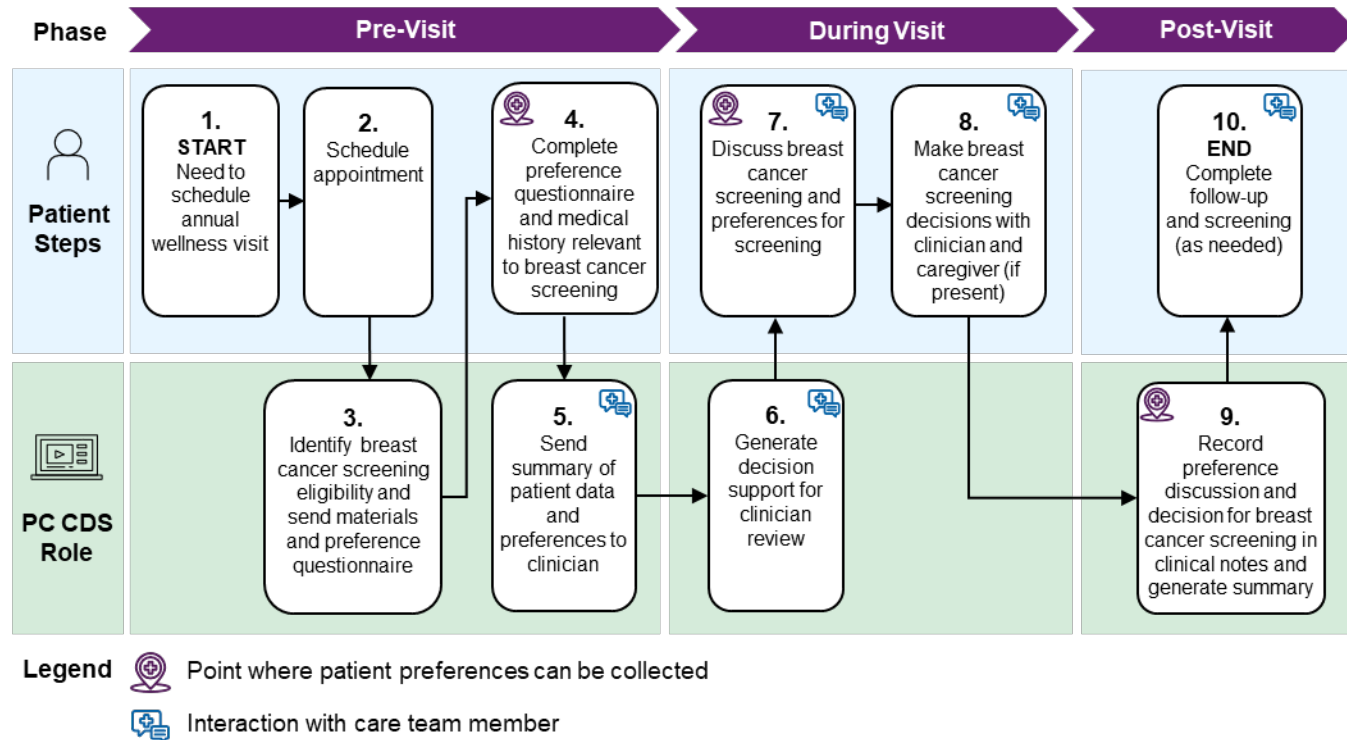 Phase
Pre-Visit
During Visit
Post-Visit
Patient
Steps
1.
START
Need to
schedule
annual
wellness visit
2.
Schedule
appointment
4.
Complete
preference
questionnaire
and medical
history relevant
to breast cancer
screening
7.
Discuss breast
cancer
screening and
preferences for
screening
8.
Make breast
cancer
screening
decisions with
clinician and
caregiver (if
present)
10.
END
Complete
follow-up
and screening
(as needed)
PC CDS
Role
3.
Identify breast
cancer screening
eligibility and
send materials
and preference
questionnaire
5.
Send
summary of
patient data
and
preferences to
clinician
6.
Generate
decision
support for
clinician
review
9.
Record
preference
discussion and
decision for breast
cancer screening in
clinical notes and
generate summary
Legend
Point where patient preferences can be collected
Interaction with care team member